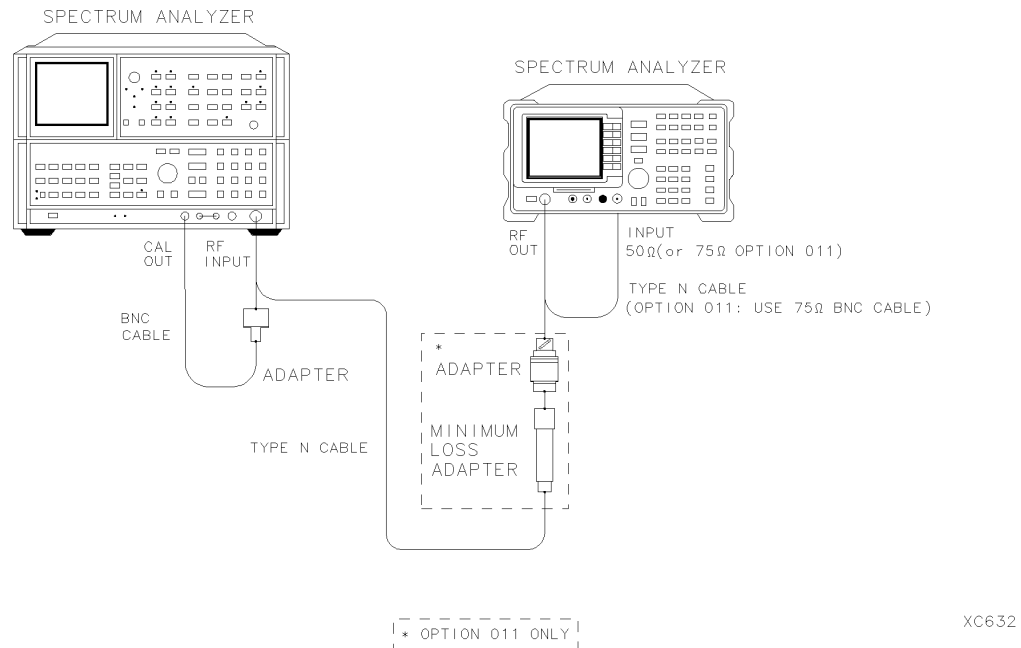 SPECTRUM ANALYZER
SPECTRUM ANALYZER
CAL
OUT
RF
INPUT
RF
OUT
INPUT
50Ω(or 75Ω OPTION 011)
TYPE N CABLE
(OPTION 011: USE 75Ω BNC CABLE)
BNC
CABLE
ADAPTER
*
ADAPTER
TYPE N CABLE
MINIMUM
LOSS
ADAPTER
* OPTION 011 ONLY
XC632